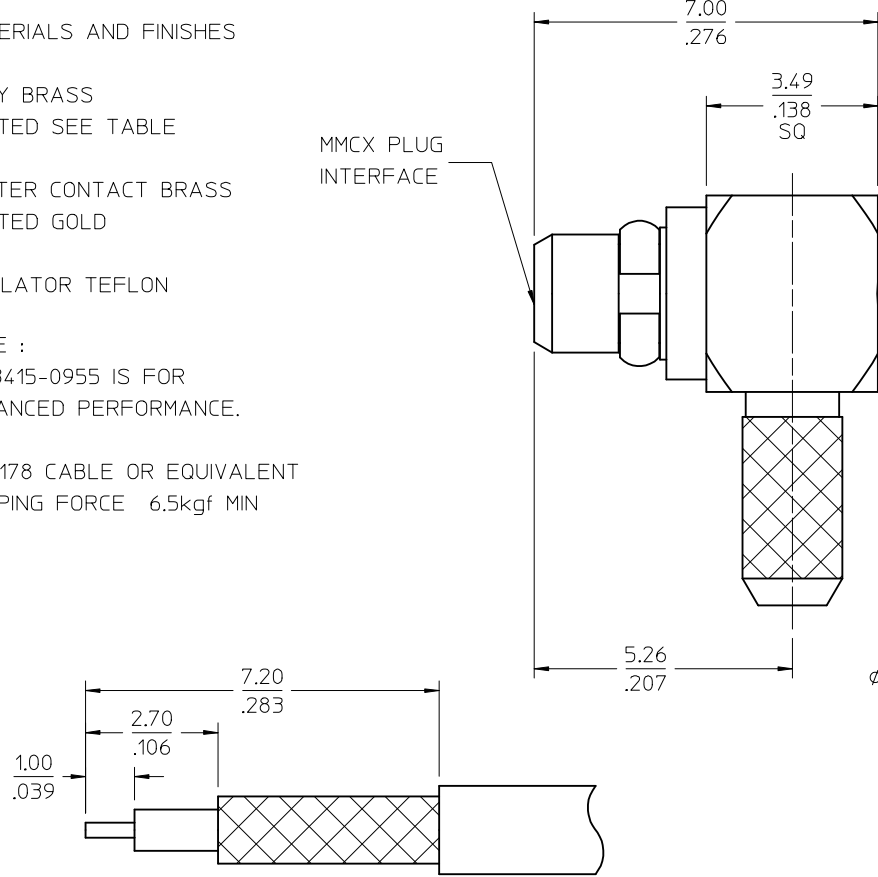 ERIALS AND FINISHES
Y BRASS
TED SEE TABLE
TER CONTACT BRASS
TED GOLD
LATOR TEFLON
E :
3415-0955 IS FOR
ANCED PERFORMANCE.
178 CABLE OR EQUIVALENT
PING FORCE 6.5kgf MIN
MMCX PLUG
INTERFACE
7.00
.276
3.49
.138
SQ
5.26
.207
Ø
7.20
.283
2.70
.106
1.00
.039